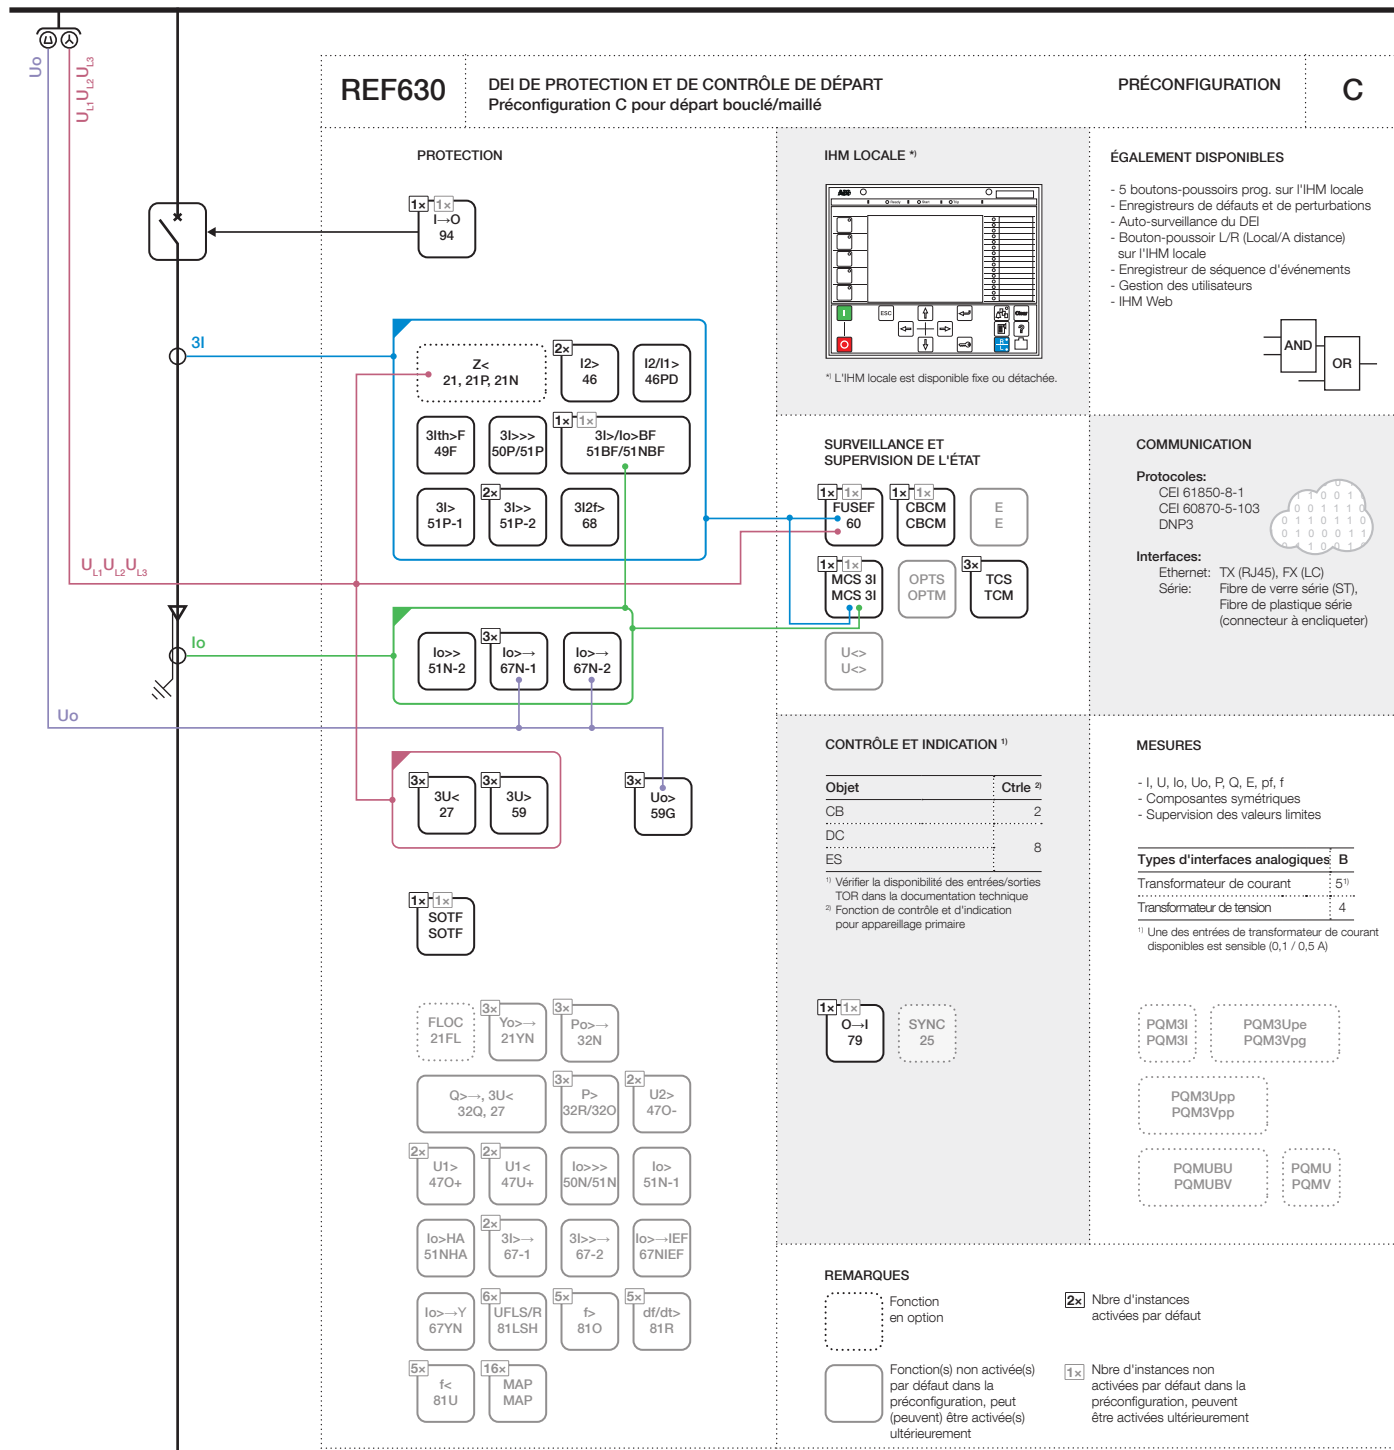 Uo
U L1 U L2 U L3
REF630
DEI DE PROTECTION ET DE CONTRÔLE DE DÉPART
Préconfiguration C pour départ bouclé/maillé
PRÉCONFIGURATION
C
PROTECTION
1× 1×
I→O
94
3I
Z<
21, 21P, 21N
2×
I2>
46
I2/I1>
46PD
3Ith>F
49F
3I>>>
50P/51P
1× 1×
3I>/Io>BF
51BF/51NBF
3I>
51P-1
2×
3I>>
51P-2
3I2f>
68
UL1UL2UL3
Io
Io>>
51N-2
3×
Io>→
67N-1
Io>→
67N-2
Uo
3×
3U<
27
3×
3U>
59
3×
Uo>
59G
1× 1×
SOTF
SOTF
FLOC
21FL
3×
Yo>→
21YN
3×
Po>→
32N
Q>→, 3U<
32Q, 27
3×
P>
32R/32O
2×
U2>
47O-
2×
U1>
47O+
2×
U1<
47U+
Io>>>
50N/51N
Io>
51N-1
Io>HA
51NHA
2×
3I>→
67-1
3I>>→
67-2
Io>→IEF
67NIEF
Io>→Y
67YN
6×
UFLS/R
81LSH
5×
f>
81O
5×
df/dt>
81R
5×
f<
81U
16×
MAP
MAP
IHM LOCALE *)
ABB
Ready
Start
Trip
ESC
Clear
I
O
R
L
?
*) L'IHM locale est disponible fixe ou détachée.
ÉGALEMENT DISPONIBLES
- 5 boutons-poussoirs prog. sur l'IHM locale
- Enregistreurs de défauts et de perturbations
- Auto-surveillance du DEI
- Bouton-poussoir L/R (Local/A distance)
sur l'IHM locale
- Enregistreur de séquence d'événements
- Gestion des utilisateurs
- IHM Web
AND
OR
SURVEILLANCE ET
SUPERVISION DE L'ÉTAT
1× 1×
FUSEF
60
1× 1×
CBCM
CBCM
E
E
1× 1×
MCS 3I
MCS 3I
OPTS
OPTM
3×
TCS
TCM
U<>
U<>
COMMUNICATION
Protocoles:
CEI 61850-8-1
CEI 60870-5-103
DNP3
Interfaces:
Ethernet: TX (RJ45), FX (LC)
Série: Fibre de verre série (ST),
Fibre de plastique série
(connecteur à encliqueter)
CONTRÔLE ET INDICATION 1)
Objet Ctrle 2)
CB 2
DC
8
ES
1) Vérifier la disponibilité des entrées/sorties
TOR dans la documentation technique
2) Fonction de contrôle et d'indication
pour appareillage primaire
1× 1×
O→I
79
SYNC
25
MESURES
- I, U, Io, Uo, P, Q, E, pf, f
- Composantes symétriques
- Supervision des valeurs limites
Types d'interfaces analogiques B
Transformateur de courant 5 1)
Transformateur de tension 4
1) Une des entrées de transformateur de courant
disponibles est sensible (0,1 / 0,5 A)
PQM3I
PQM3I
PQM3Upe
PQM3Vpg
PQM3Upp
PQM3Vpp
PQMUBU
PQMUBV
PQMU
PQMV
REMARQUES
Fonction
en option
2× Nbre d'instances
activées par défaut
Fonction(s) non activée(s)
par défaut dans la
préconfiguration, peut
(peuvent) être activée(s)
ultérieurement
1× Nbre d'instances non
activées par défaut dans la
préconfiguration, peuvent
être activées ultérieurement